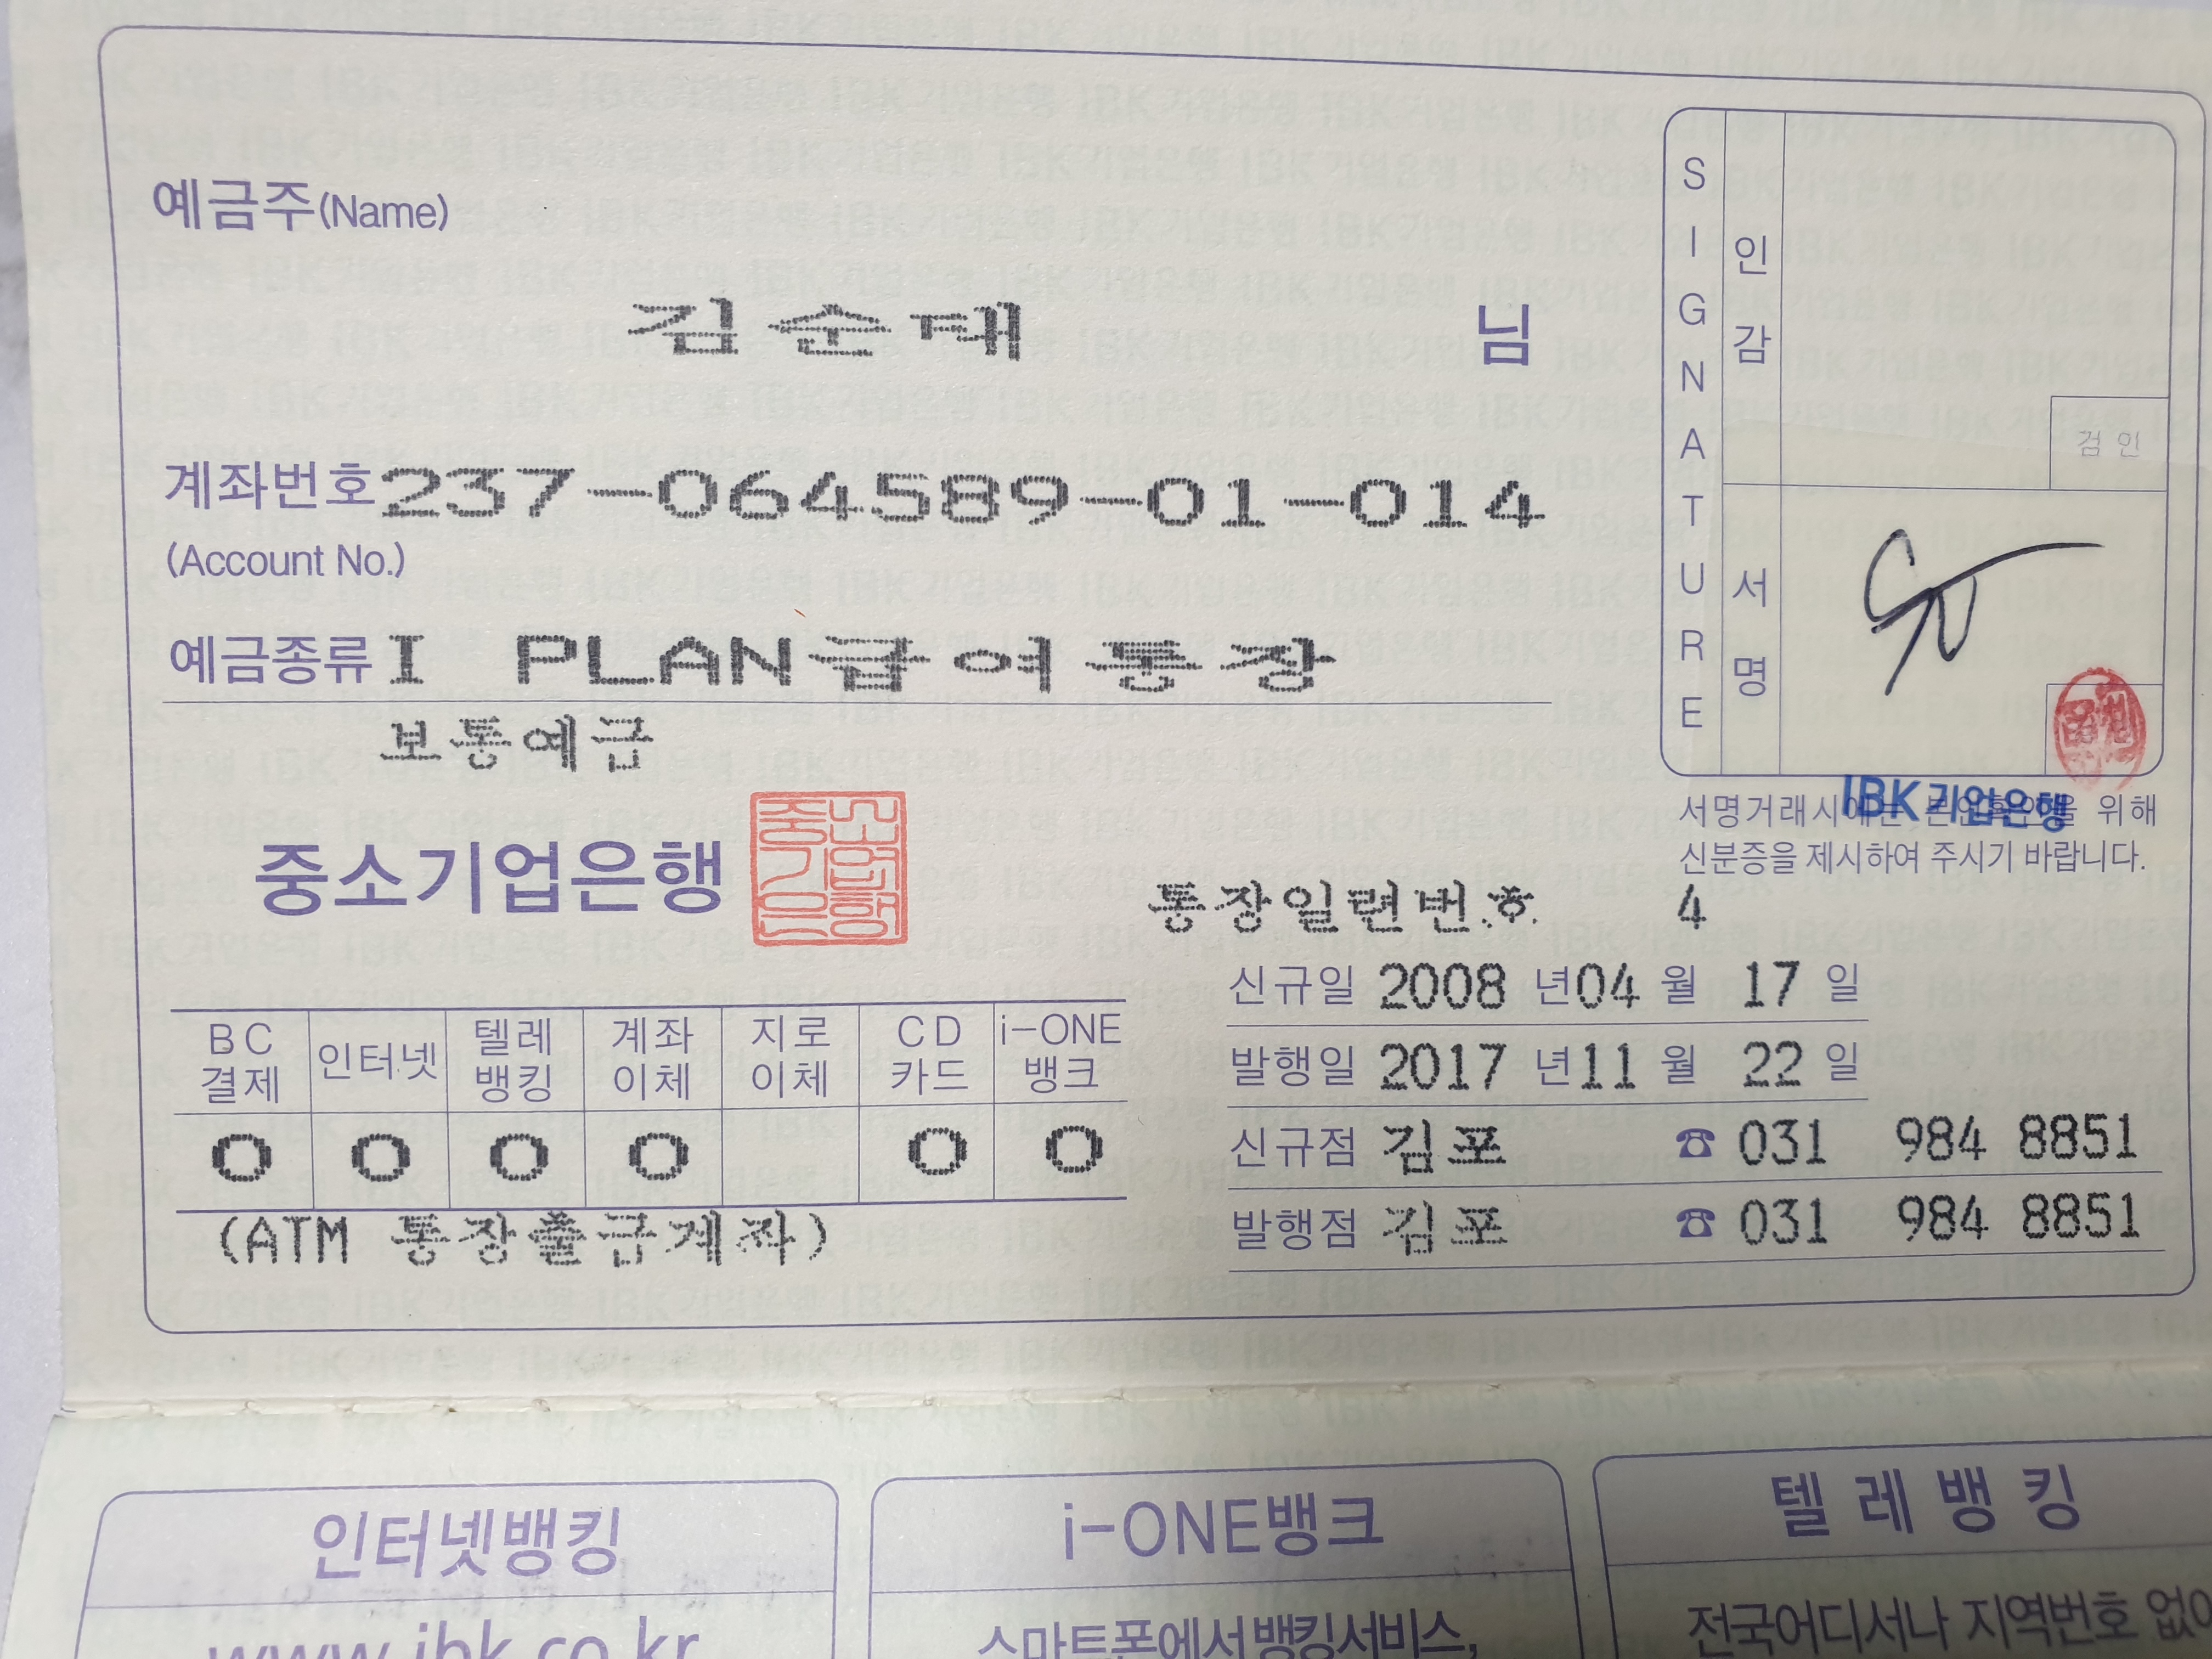 예금주(Name)
김순태 님
계좌번호 237-064589-01-014
(Account No.)
예금종류 I PLAN급여통장
보통예금
중소기업은행
SIGNATURE
인감
검인
서명
IBK기업은행
서명거래시에는 본인확인을 위해
신분증을 제시하여 주시기 바랍니다.
통장일련번호 4
신규일 2008 년 04 월 17 일
발행일 2017 년 11 월 22 일
신규점 김포 ☎ 031 984 8851
발행점 김포 ☎ 031 984 8851
BC결제 인터넷 텔레뱅킹 계좌이체 지로이체 CD카드 i-ONE뱅크
O O O O O O
(ATM 통장출금계좌)
인터넷뱅킹 i-ONE뱅크 텔레뱅킹
www.ibk.co.kr
스마트폰에서 뱅킹서비스,
전국어디서나 지역번호